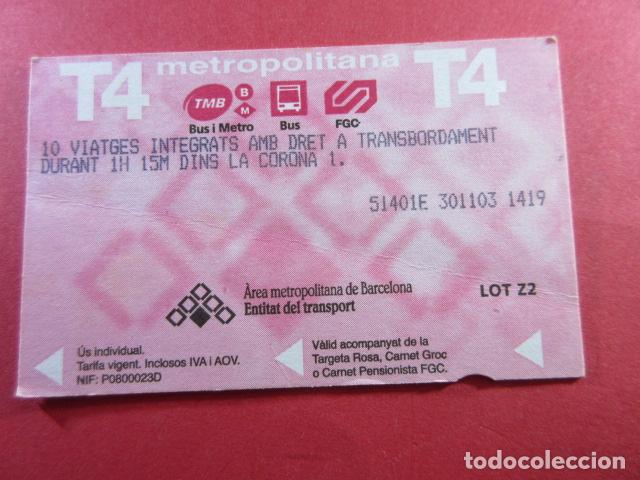 T4 metropolitana T4
TMB B M
Bus i Metro Bus FGC
10 VIATGES INTEGRATS AMB DRET A TRANSBORDAMENT
DURANT 1H 15M DINS LA CORONA 1.
51401E 301103 1419
Àrea metropolitana de Barcelona
Entitat del transport
LOT Z2
Ús individual.
Tarifa vigent. Inclosos IVA i AOV.
NIF: P0800023D
Vàlid acompanyat de la
Targeta Rosa, Carnet Groc
o Carnet Pensionista FGC.
todocoleccion